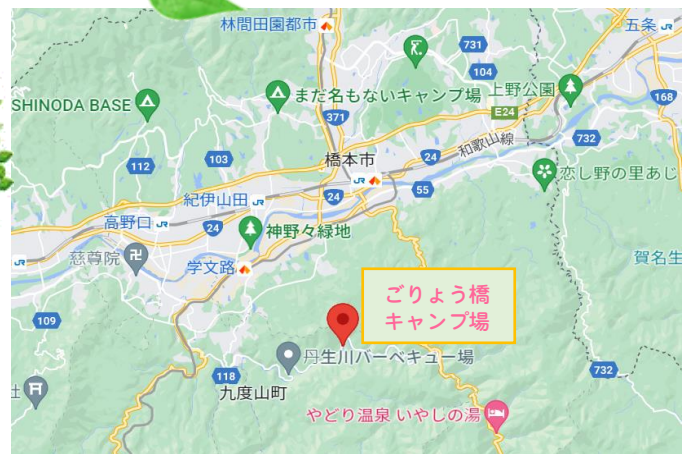 林間田園都市
五条
731
104
SHINODA BASE
まだ名もないキャンプ場
上野公園
E24
168
371
732
和歌山線
112
103
橋本市
24
恋し野の里あじ
JR
55
紀伊山田
24
高野口
24
神野々緑地
賀名生
JR
慈尊院
学文路
ごりょう橋
キャンプ場
109
丹生川バーベキュー場
732
118
九度山町
社
やどり温泉 いやしの湯